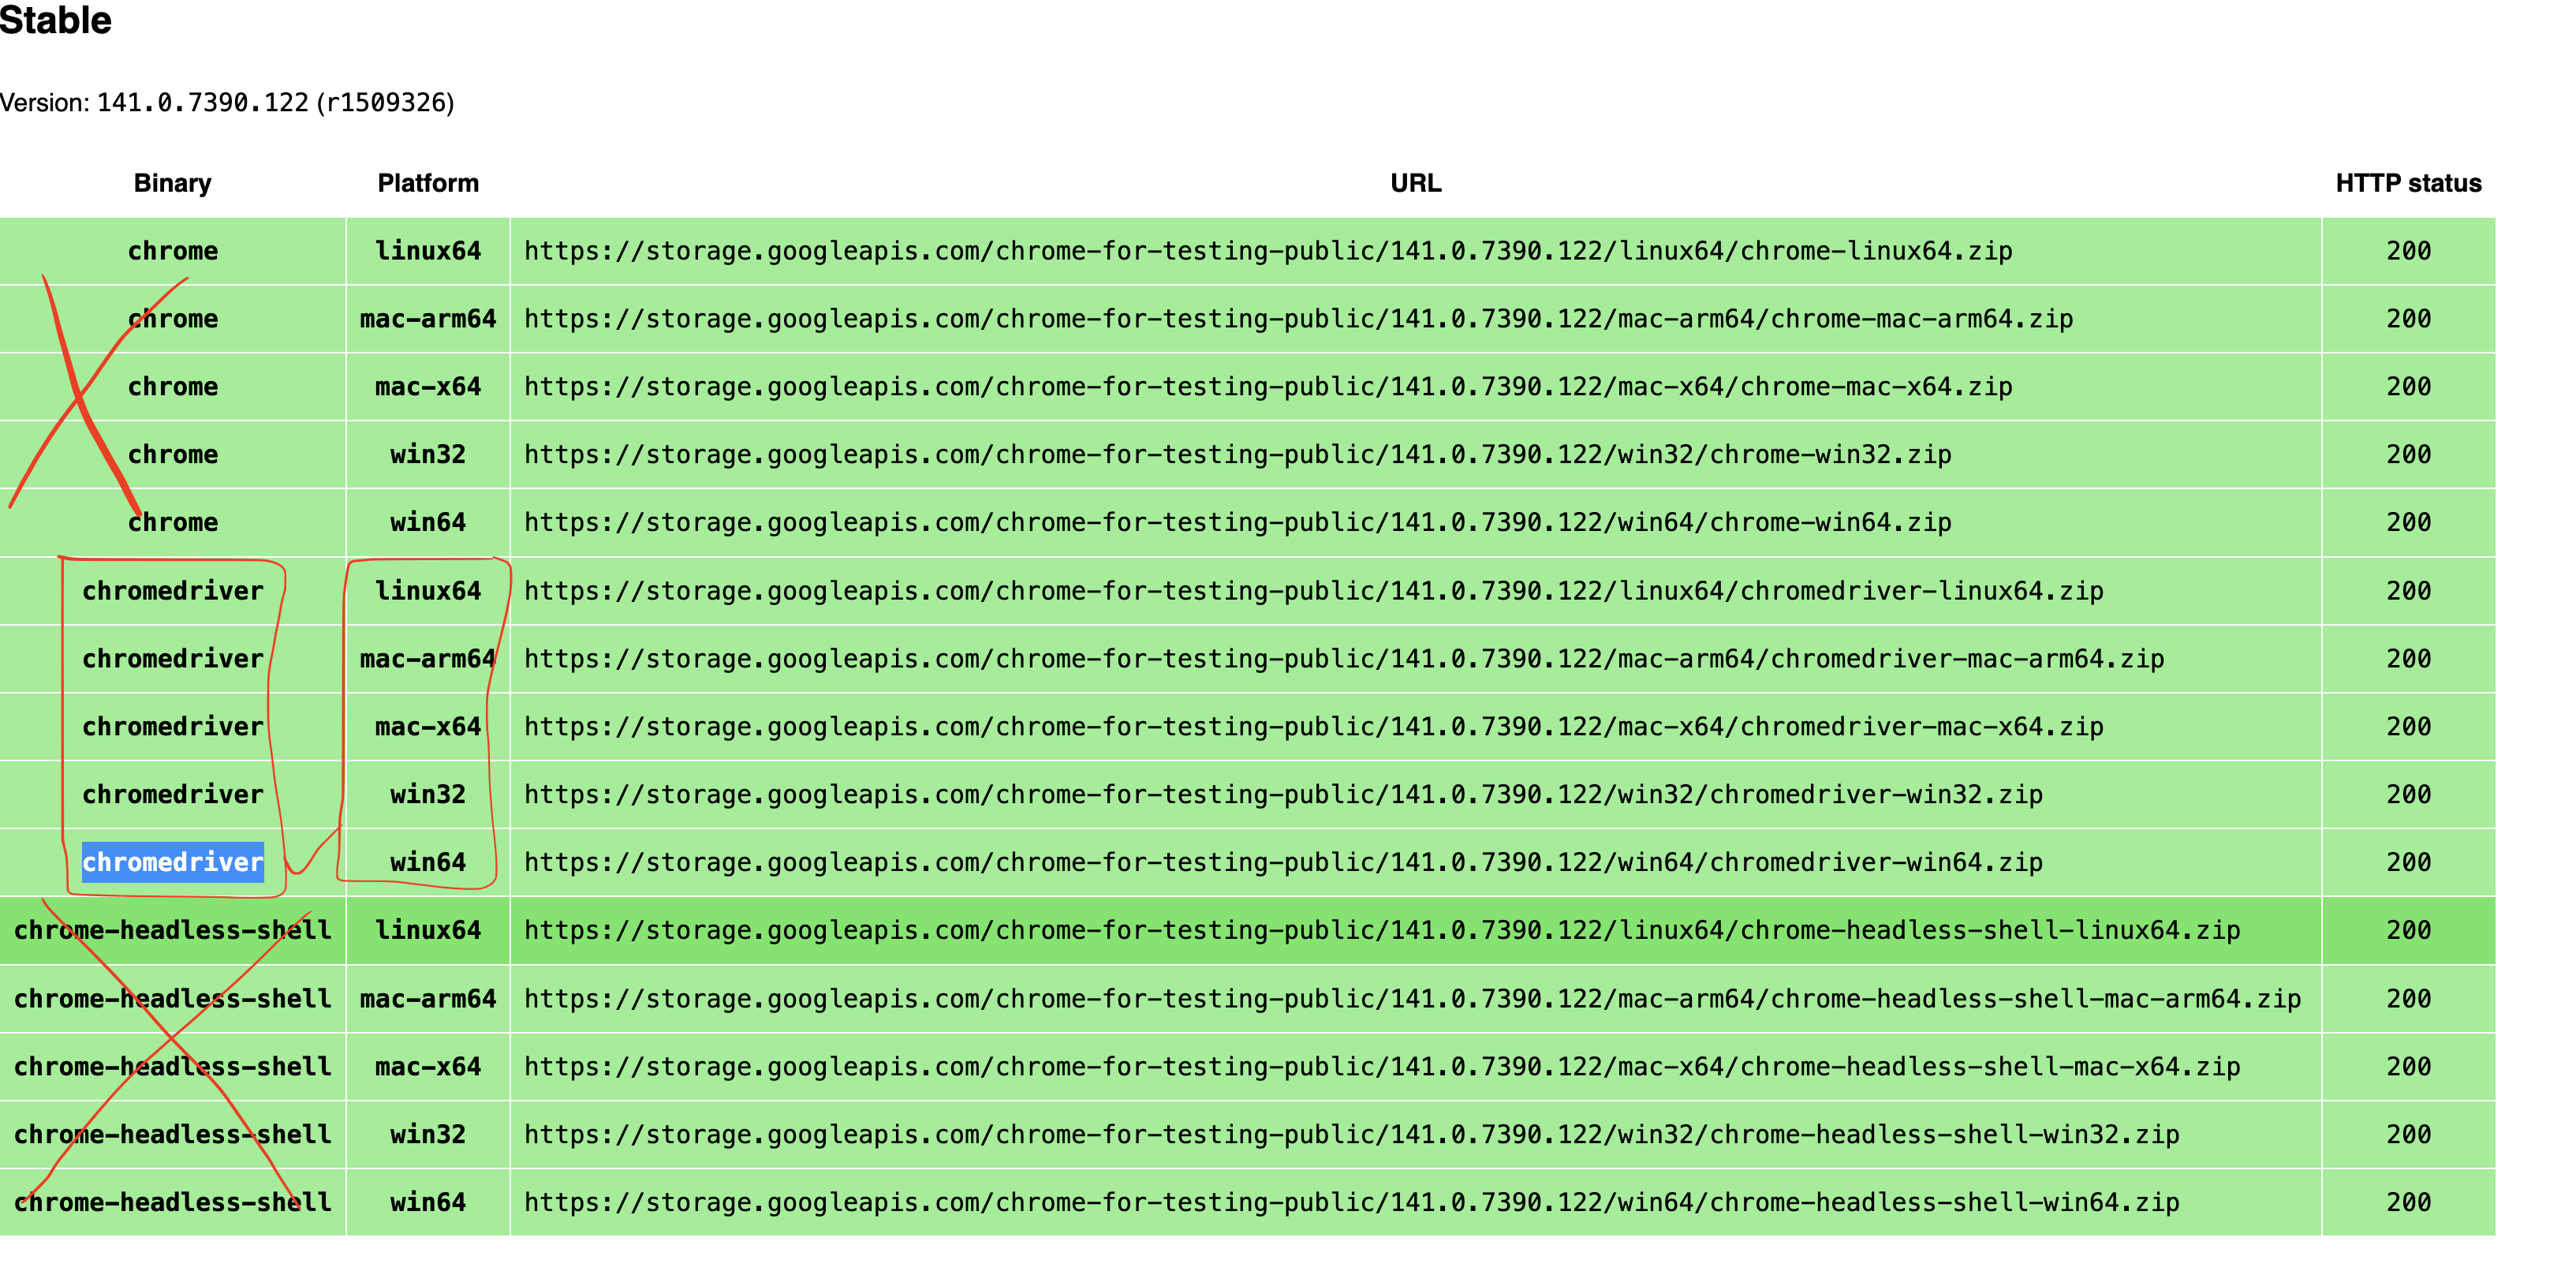 Stable
Version: 141.0.7390.122 (r1509326)
Binary Platform URL HTTP status
chrome linux64 https://storage.googleapis.com/chrome-for-testing-public/141.0.7390.122/linux64/chrome-linux64.zip 200
chrome mac-arm64 https://storage.googleapis.com/chrome-for-testing-public/141.0.7390.122/mac-arm64/chrome-mac-arm64.zip 200
chrome mac-x64 https://storage.googleapis.com/chrome-for-testing-public/141.0.7390.122/mac-x64/chrome-mac-x64.zip 200
chrome win32 https://storage.googleapis.com/chrome-for-testing-public/141.0.7390.122/win32/chrome-win32.zip 200
chrome win64 https://storage.googleapis.com/chrome-for-testing-public/141.0.7390.122/win64/chrome-win64.zip 200
chromedriver linux64 https://storage.googleapis.com/chrome-for-testing-public/141.0.7390.122/linux64/chromedriver-linux64.zip 200
chromedriver mac-arm64 https://storage.googleapis.com/chrome-for-testing-public/141.0.7390.122/mac-arm64/chromedriver-mac-arm64.zip 200
chromedriver mac-x64 https://storage.googleapis.com/chrome-for-testing-public/141.0.7390.122/mac-x64/chromedriver-mac-x64.zip 200
chromedriver win32 https://storage.googleapis.com/chrome-for-testing-public/141.0.7390.122/win32/chromedriver-win32.zip 200
chromedriver win64 https://storage.googleapis.com/chrome-for-testing-public/141.0.7390.122/win64/chromedriver-win64.zip 200
chrome-headless-shell linux64 https://storage.googleapis.com/chrome-for-testing-public/141.0.7390.122/linux64/chrome-headless-shell-linux64.zip 200
chrome-headless-shell mac-arm64 https://storage.googleapis.com/chrome-for-testing-public/141.0.7390.122/mac-arm64/chrome-headless-shell-mac-arm64.zip 200
chrome-headless-shell mac-x64 https://storage.googleapis.com/chrome-for-testing-public/141.0.7390.122/mac-x64/chrome-headless-shell-mac-x64.zip 200
chrome-headless-shell win32 https://storage.googleapis.com/chrome-for-testing-public/141.0.7390.122/win32/chrome-headless-shell-win32.zip 200
chrome-headless-shell win64 https://storage.googleapis.com/chrome-for-testing-public/141.0.7390.122/win64/chrome-headless-shell-win64.zip 200